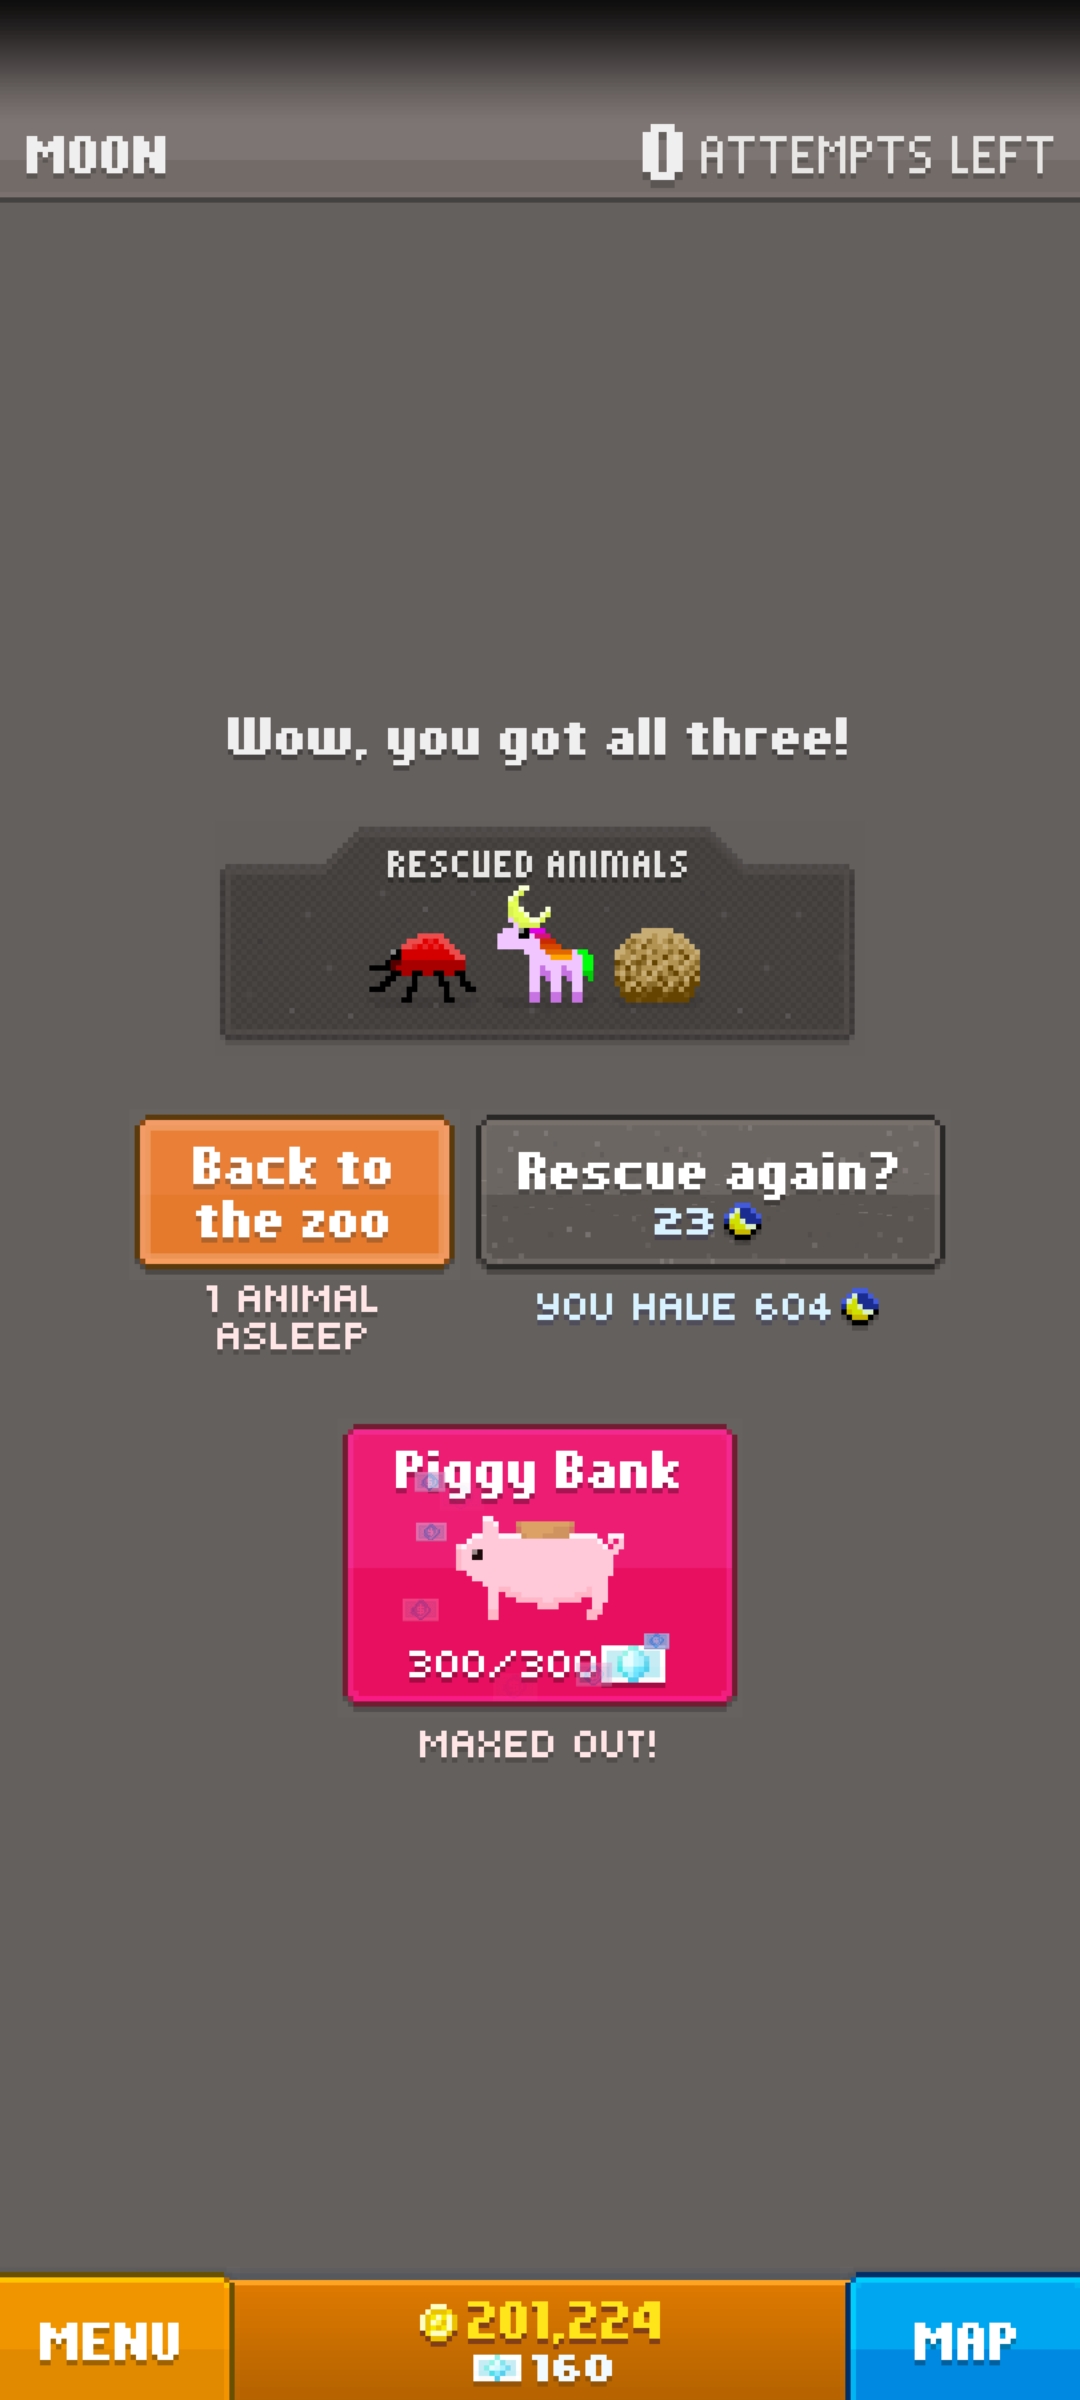 MOON
0 ATTEMPTS LEFT
Wow, you got all three!
RESCUED ANIMALS
Back to
the zoo
Rescue again?
23
1 ANIMAL
ASLEEP
YOU HAVE 604
Piggy Bank
300/300
MAXED OUT!
MENU
201,224
160
MAP